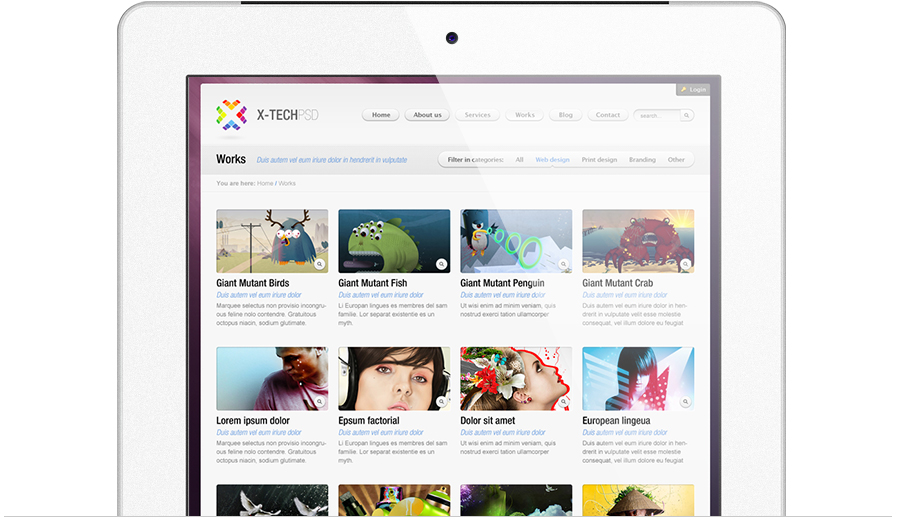 Login
X-TECHPSD
Home About us Services Works Blog Contact search...
Works Duis autem vel eum iriure dolor in hendrerit in vulputate
Filter in categories: All Web design Print design Branding Other
You are here: Home / Works
Giant Mutant Birds
Duis autem vel eum iriure dolor
Marquee selectus non provisio incongru-
ous feline nolo contendre. Gratuitous
octopus niacin, sodium glutimate.
Giant Mutant Fish
Duis autem vel eum iriure dolor
Li Europan lingues es membres del sam
familie. Lor separat existentie es un
myth.
Giant Mutant Penguin
Duis autem vel eum iriure dolor
Ut wisi enim ad minim veniam, quis
nostrud exerci tation ullamcorper
Giant Mutant Crab
Duis autem vel eum iriure dolor
Duis autem vel eum iriure dolor in hen-
drerit in vulputate velit esse molestie
consequat, vel illum dolore eu feugiat
Lorem ipsum dolor
Duis autem vel eum iriure dolor
Marquee selectus non provisio incongru-
ous feline nolo contendre. Gratuitous
octopus niacin, sodium glutimate.
Epsum factorial
Duis autem vel eum iriure dolor
Li Europan lingues es membres del sam
familie. Lor separat existentie es un
myth.
Dolor sit amet
Duis autem vel eum iriure dolor
Ut wisi enim ad minim veniam, quis
nostrud exerci tation ullamcorper
European lingeua
Duis autem vel eum iriure dolor
Duis autem vel eum iriure dolor in hen-
drerit in vulputate velit esse molestie
consequat, vel illum dolore eu feugiat